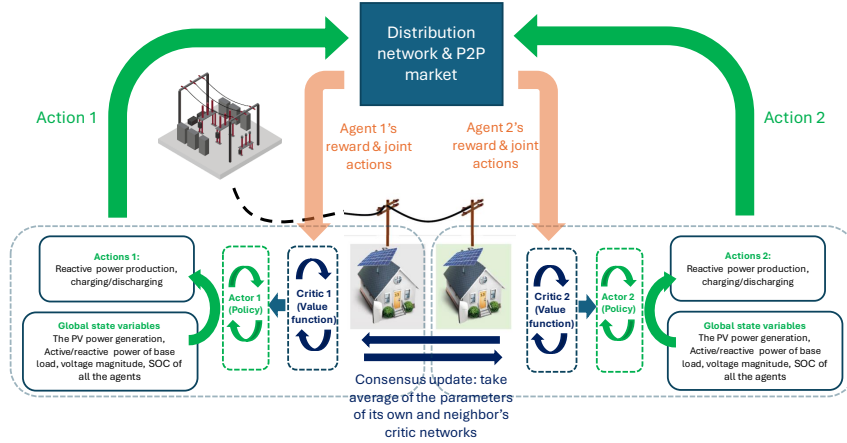 Distribution
network & P2P
market
Action 1
Action 2
Agent 1's
reward & joint
actions
Agent 2's
reward & joint
actions
Actions 1:
Reactive power production,
charging/discharging
Global state variables
The PV power generation,
Active/reactive power of base
load, voltage magnitude, SOC of
all the agents
Actor 1
(Policy)
Critic 1
(Value
function)
Critic 2
(Value
function)
Actor 2
(Policy)
Actions 2:
Reactive power production,
charging/discharging
Global state variables
The PV power generation,
Active/reactive power of base
load, voltage magnitude, SOC of
all the agents
Consensus update: take
average of the parameters
of its own and neighbor's
critic networks